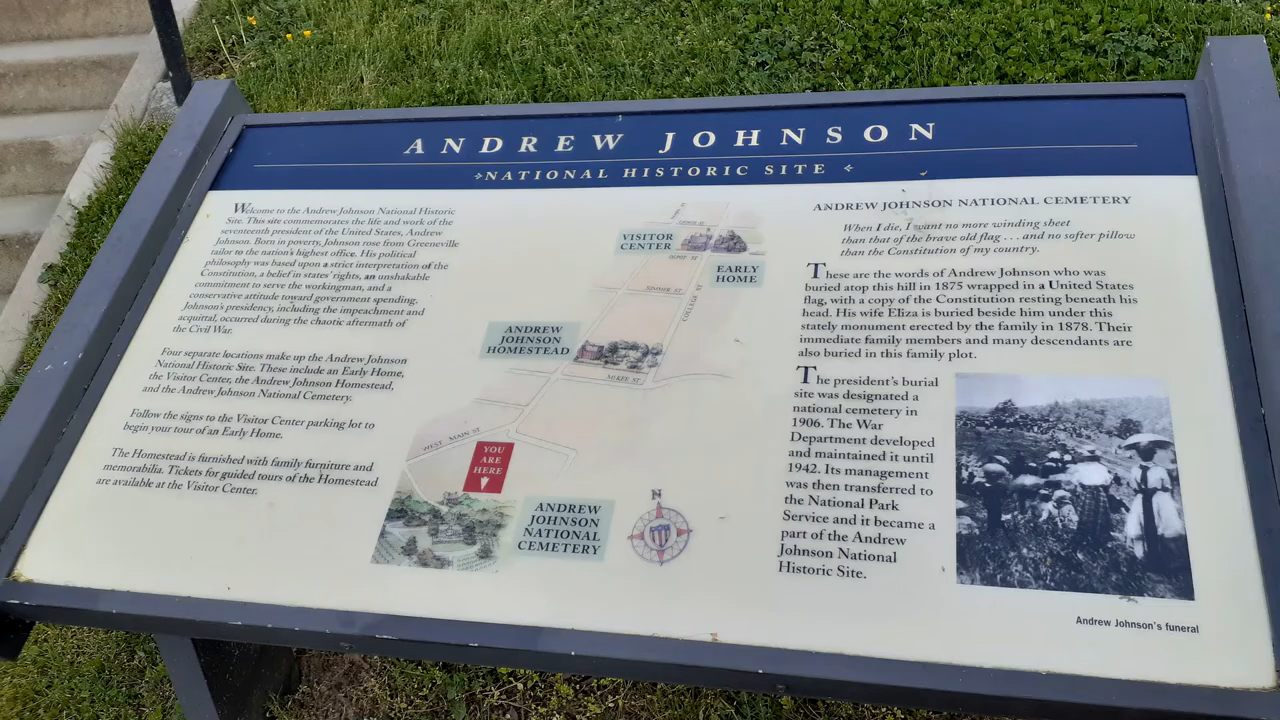 ANDREW JOHNSON
NATIONAL HISTORIC SITE
Welcome to the Andrew Johnson National Historic
Site. This site commemorates the life and work of the
seventeenth president of the United States, Andrew
Johnson. Born in poverty, Johnson rose from Greeneville
tailor to the nation's highest office. His political
philosophy was based upon a strict interpretation of the
Constitution, a belief in states' rights, an unshakable
commitment to serve the workingman, and a
conservative attitude toward government spending.
Johnson's presidency, including the impeachment and
acquittal, occurred during the chaotic aftermath of
the Civil War.
Four separate locations make up the Andrew Johnson
National Historic Site. These include an Early Home,
the Visitor Center, the Andrew Johnson Homestead,
and the Andrew Johnson National Cemetery.
Follow the signs to the Visitor Center parking lot to
begin your tour of an Early Home.
The Homestead is furnished with family furniture and
memorabilia. Tickets for guided tours of the Homestead
are available at the Visitor Center.
VISITOR
CENTER
DEPOT ST
EARLY
HOME
SUMMER ST
COLLEGE ST
ANDREW
JOHNSON
HOMESTEAD
McKEE ST
WEST MAIN ST
YOU
ARE
HERE
ANDREW
JOHNSON
NATIONAL
CEMETERY
N
ANDREW JOHNSON NATIONAL CEMETERY
When I die, I want no more winding sheet
than that of the brave old flag . . . and no softer pillow
than the Constitution of my country.
These are the words of Andrew Johnson who was
buried atop this hill in 1875 wrapped in a United States
flag, with a copy of the Constitution resting beneath his
head. His wife Eliza is buried beside him under this
stately monument erected by the family in 1878. Their
immediate family members and many descendants are
also buried in this family plot.
The president's burial
site was designated a
national cemetery in
1906. The War
Department developed
and maintained it until
1942. Its management
was then transferred to
the National Park
Service and it became a
part of the Andrew
Johnson National
Historic Site.
Andrew Johnson's funeral